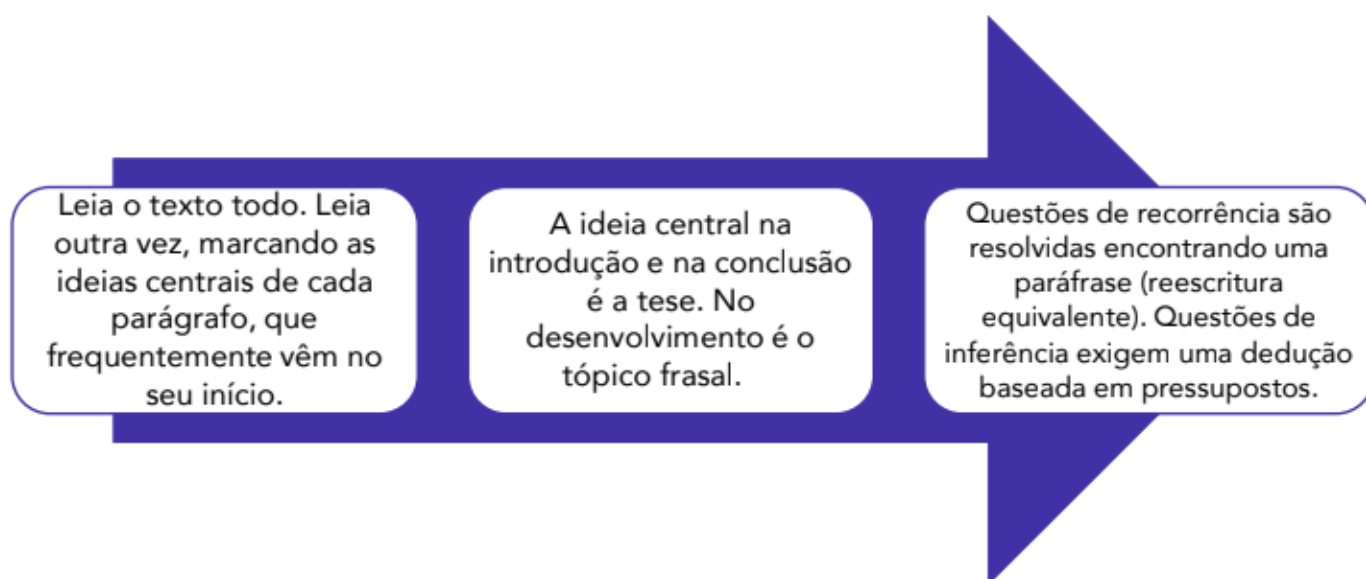 Leia o texto todo. Leia
outra vez, marcando as
ideias centrais de cada
parágrafo, que
frequentemente vêm no
seu início.
A ideia central na
introdução e na conclusão
é a tese. No
desenvolvimento é o
tópico frasal.
Questões de recorrência são
resolvidas encontrando uma
paráfrase (reescritura
equivalente). Questões de
inferência exigem uma dedução
baseada em pressupostos.